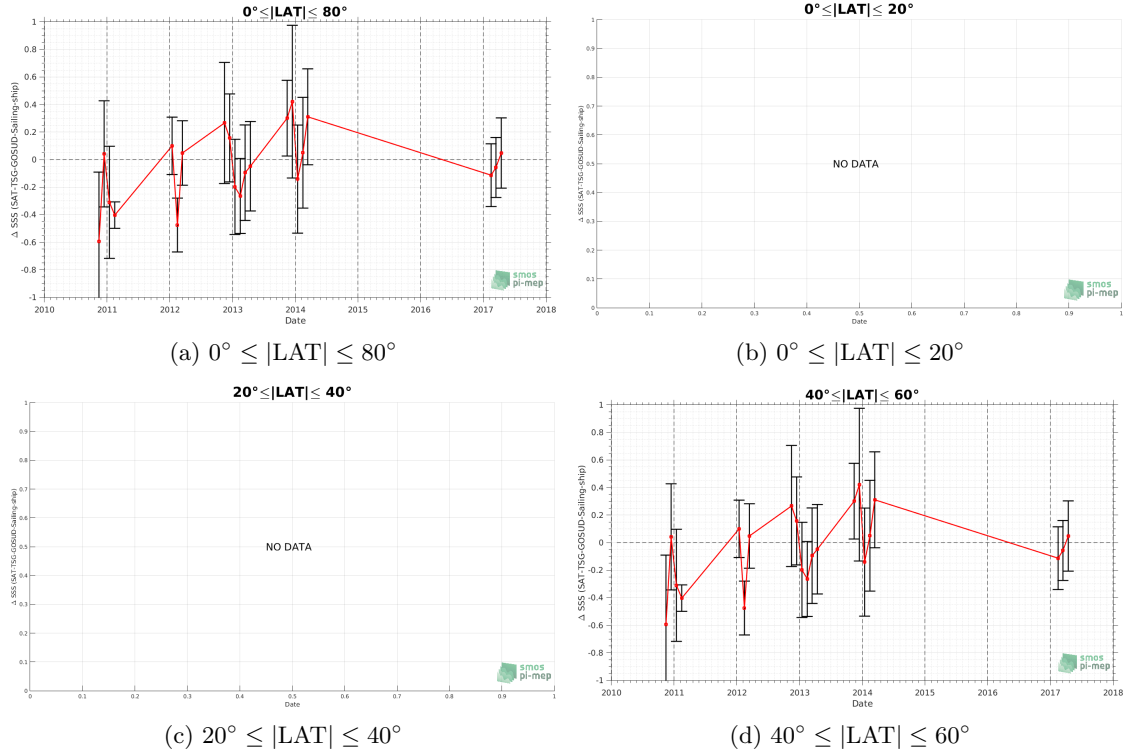 0°≤|LAT|≤ 80°
Δ SSS (SAT-TSG-GOSUD-Sailing-ship)
1
0.8
0.6
0.4
0.2
0
-0.2
-0.4
-0.6
-0.8
-1
2010 2011 2012 2013 2014 2015 2016 2017 2018
Date
smos
pi-mep
(a) 0° ≤ |LAT| ≤ 80°
0°≤|LAT|≤ 20°
Δ SSS (SAT-TSG-GOSUD-Sailing-ship)
1
0.9
0.8
0.7
0.6
0.5
0.4
0.3
0.2
0.1
0
NO DATA
0 0.1 0.2 0.3 0.4 0.5 0.6 0.7 0.8 0.9 1
Date
smos
pi-mep
(b) 0° ≤ |LAT| ≤ 20°
20°≤|LAT|≤ 40°
Δ SSS (SAT-TSG-GOSUD-Sailing-ship)
1
0.9
0.8
0.7
0.6
0.5
0.4
0.3
0.2
0.1
0
NO DATA
0 0.1 0.2 0.3 0.4 0.5 0.6 0.7 0.8 0.9 1
Date
smos
pi-mep
(c) 20° ≤ |LAT| ≤ 40°
40°≤|LAT|≤ 60°
Δ SSS (SAT-TSG-GOSUD-Sailing-ship)
1
0.8
0.6
0.4
0.2
0
-0.2
-0.4
-0.6
-0.8
-1
2010 2011 2012 2013 2014 2015 2016 2017 2018
Date
smos
pi-mep
(d) 40° ≤ |LAT| ≤ 60°